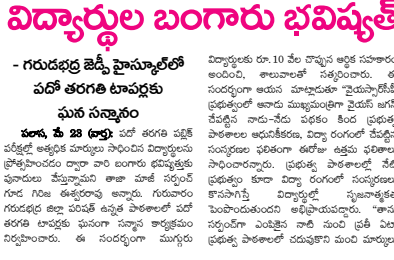 విద్యార్థుల బంగారు భవిష్యత్
- గరుడభద్ర జెడ్పీ హైస్కూల్‌లో
పదో తరగతి టాపర్లకు
ఘన సన్మానం
పలాస, మే 28 (వార్త): పదో తరగతి పబ్లిక్
పరీక్షల్లో అత్యధిక మార్కులు సాధించిన విద్యార్థులను
ప్రోత్సహించడం ద్వారా వారి బంగారు భవిష్యత్తుకు
పునాదులు వేస్తున్నామని తాజా మాజీ సర్పంచ్
గూడ గిరిజ ఈశ్వరరావు అన్నారు. గురువారం
గరుడభద్ర జిల్లా పరిషత్ ఉన్నత పాఠశాలలో పదో
తరగతి టాపర్లకు ఘనంగా సన్మాన కార్యక్రమం
నిర్వహించారు. ఈ సందర్భంగా ముగ్గురు
విద్యార్థులకు రూ. 10 వేల చొప్పున ఆర్థిక సహకారం
అందించి, శాలువాలతో సత్కరించారు. ఈ
సందర్భంగా ఆయన మాట్లాడుతూ "వైయుస్సార్‌సీపీ
ప్రభుత్వంలో ఆనాడు ముఖ్యమంత్రిగా వైయస్ జగన్
చేపట్టిన నాడు-నేడు పథకం కింద ప్రభుత్వ
పాఠశాలల ఆధునికీకరణ, విద్యా రంగంలో చేపట్టిన
సంస్కరణల ఫలితంగా ఈరోజు ఉత్తమ ఫలితాలు
సాధించారన్నారు. ప్రభుత్వ పాఠశాలల్లో నేటి
ప్రభుత్వం కూడా విద్యా రంగంలో సంస్కరణలు
కొనసాగిస్తే విద్యార్థుల్లో సృజనాత్మకత
పెంపొందుతుందని అభిప్రాయపడ్డారు. "తాను
సర్పంచ్‌గా ఎంపికైన నాటి నుంచి ప్రతీ ఏటా
ప్రభుత్వ పాఠశాలలో చదువుకొని మంచి మార్కులు